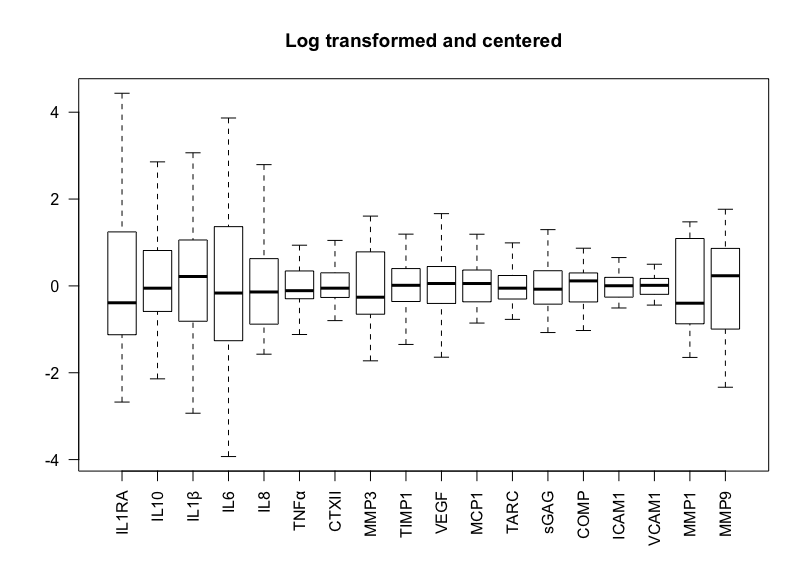 Log transformed and centered
4
2
0
-2
-4
IL1RA
IL10
IL1β
IL6
IL8
TNFα
CTXII
MMP3
TIMP1
VEGF
MCP1
TARC
sGAG
COMP
ICAM1
VCAM1
MMP1
MMP9